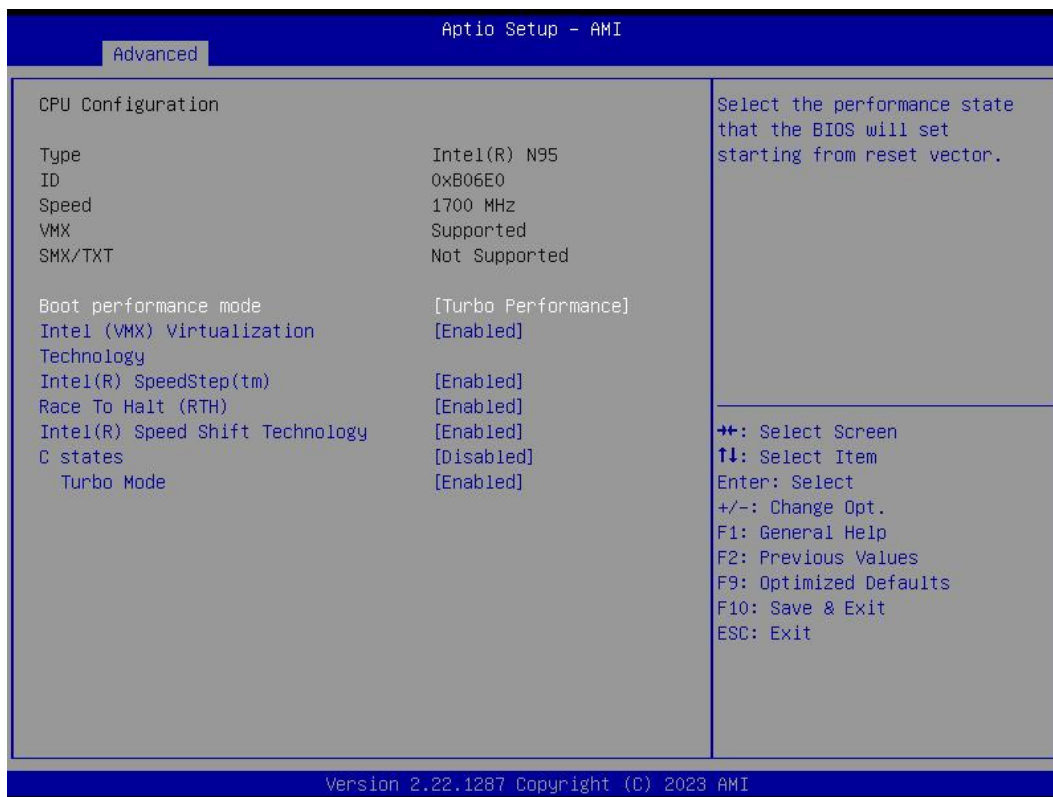 Aptio Setup – AMI
Advanced
CPU Configuration
Type Intel(R) N95
ID 0xB06E0
Speed 1700 MHz
VMX Supported
SMX/TXT Not Supported
Boot performance mode [Turbo Performance]
Intel (VMX) Virtualization [Enabled]
Technology
Intel(R) SpeedStep(tm) [Enabled]
Race To Halt (RTH) [Enabled]
Intel(R) Speed Shift Technology [Enabled]
C states [Disabled]
Turbo Mode [Enabled]
Select the performance state
that the BIOS will set
starting from reset vector.
→←: Select Screen
↑↓: Select Item
Enter: Select
+/-: Change Opt.
F1: General Help
F2: Previous Values
F9: Optimized Defaults
F10: Save & Exit
ESC: Exit
Version 2.22.1287 Copyright (C) 2023 AMI